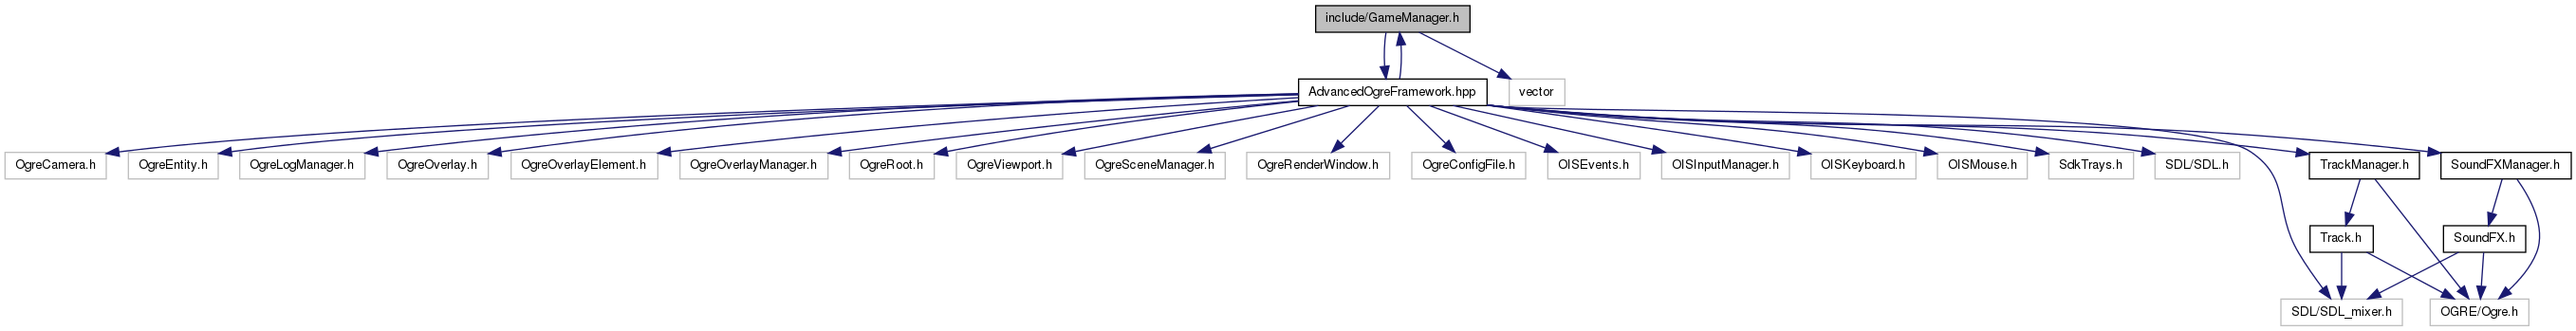 include/GameManager.h
AdvancedOgreFramework.hpp
vector
OgreCamera.h
OgreEntity.h
OgreLogManager.h
OgreOverlay.h
OgreOverlayElement.h
OgreOverlayManager.h
OgreRoot.h
OgreViewport.h
OgreSceneManager.h
OgreRenderWindow.h
OgreConfigFile.h
OISEvents.h
OISInputManager.h
OISKeyboard.h
OISMouse.h
SdkTrays.h
SDL/SDL.h
TrackManager.h
SoundFXManager.h
Track.h
SoundFX.h
SDL/SDL_mixer.h
OGRE/Ogre.h